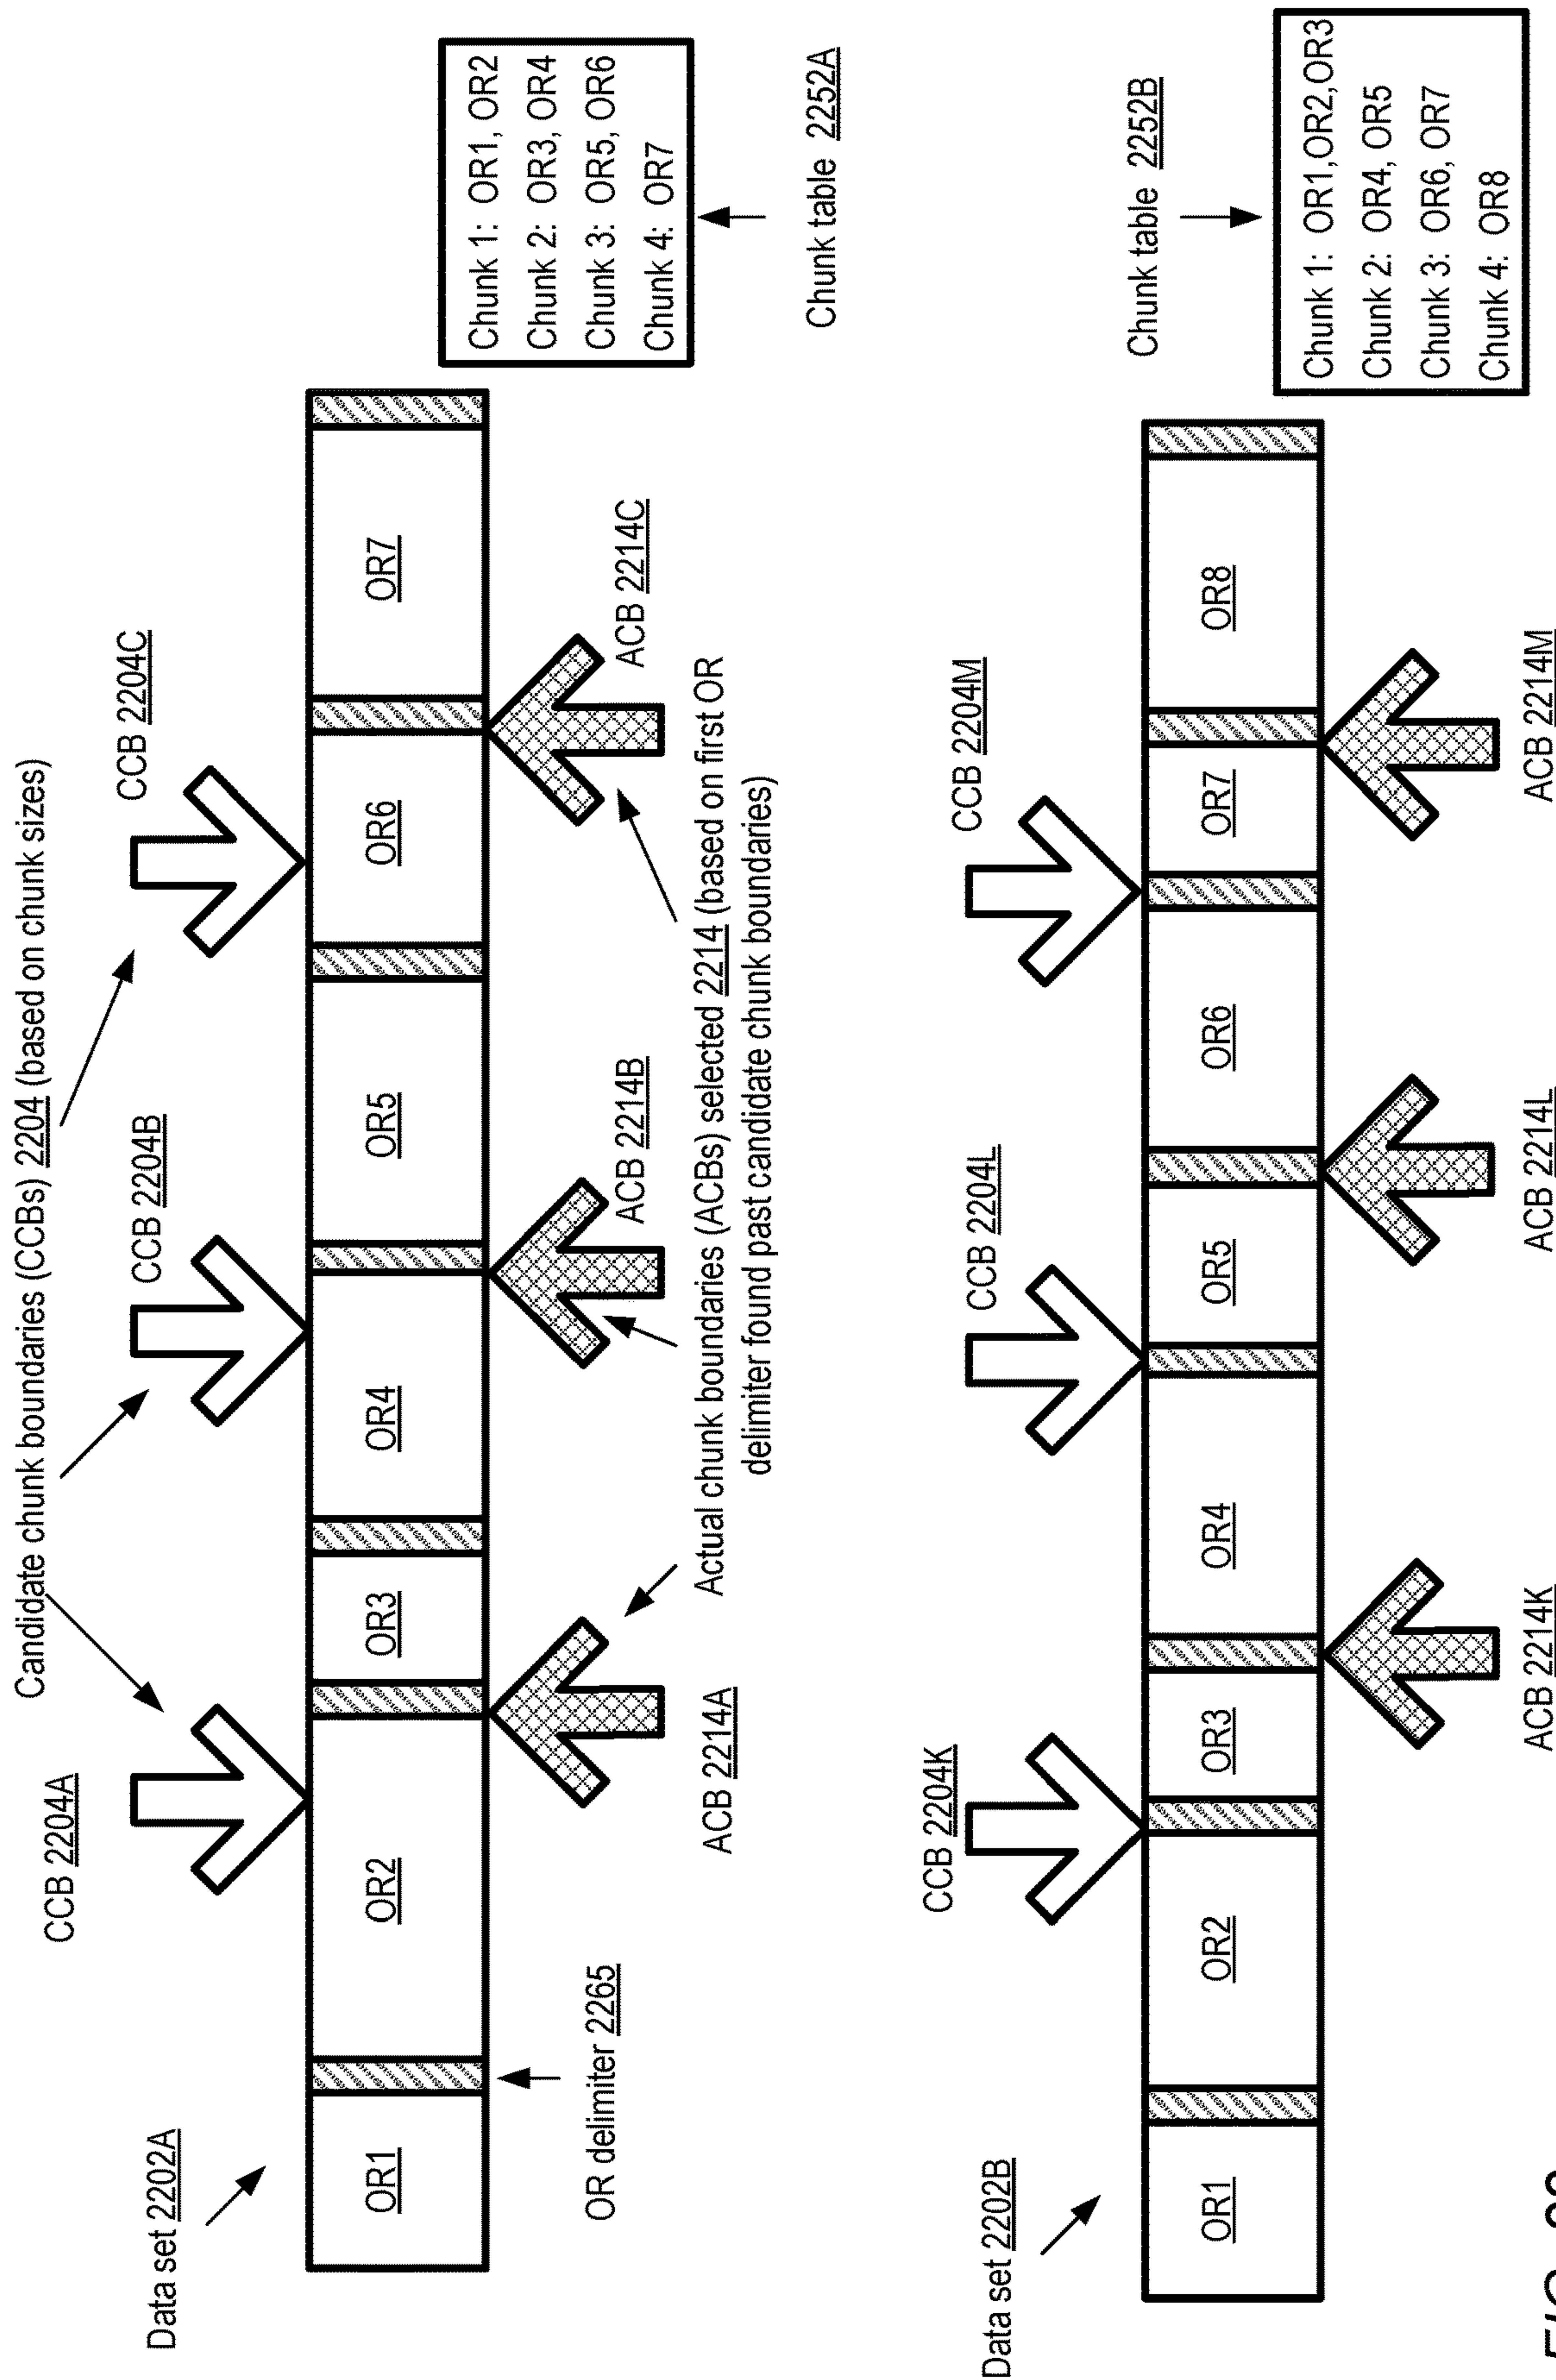 Candidate chunk boundaries (CCBs) 2204 (based on chunk sizes)
CCB 2204A
CCB 2204B
CCB 2204C
Data set 2202A
OR1
OR2
OR3
OR4
OR5
OR6
OR7
OR delimiter 2265
ACB 2214A
ACB 2214B
ACB 2214C
Actual chunk boundaries (ACBs) selected 2214 (based on first OR
delimiter found past candidate chunk boundaries)
Chunk 1: OR1, OR2
Chunk 2: OR3, OR4
Chunk 3: OR5, OR6
Chunk 4: OR7
Chunk table 2252A
CCB 2204K
CCB 2204L
CCB 2204M
Data set 2202B
OR1
OR2
OR3
OR4
OR5
OR6
OR7
OR8
ACB 2214K
ACB 2214L
ACB 2214M
Chunk table 2252B
Chunk 1: OR1,OR2,OR3
Chunk 2: OR4, OR5
Chunk 3: OR6, OR7
Chunk 4: OR8
FIG.